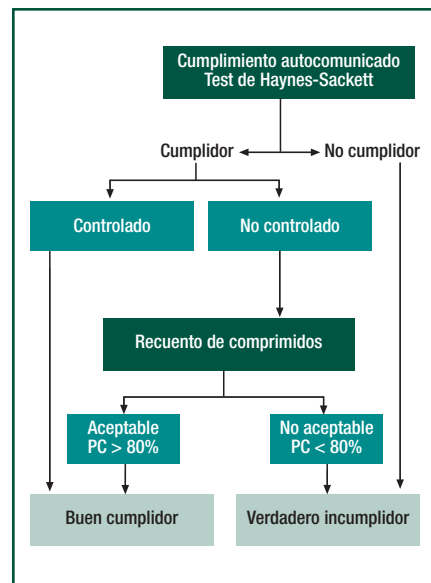 Cumplimiento autocomunicado
Test de Haynes-Sackett
Cumplidor
No cumplidor
Controlado
No controlado
Recuento de comprimidos
Aceptable
PC > 80%
No aceptable
PC < 80%
Buen cumplidor
Verdadero incumplidor